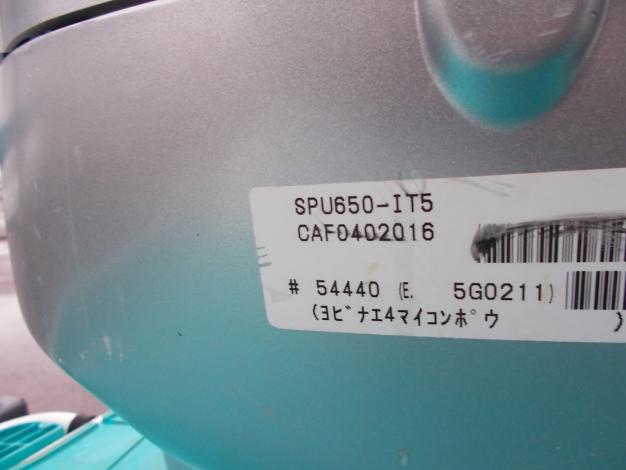 SPU650-IT5
CAF0402016
# 54440 (E. 5G0211)
(ﾖﾋﾞﾅｴ4ﾏｲｺﾝﾎﾟｳ )